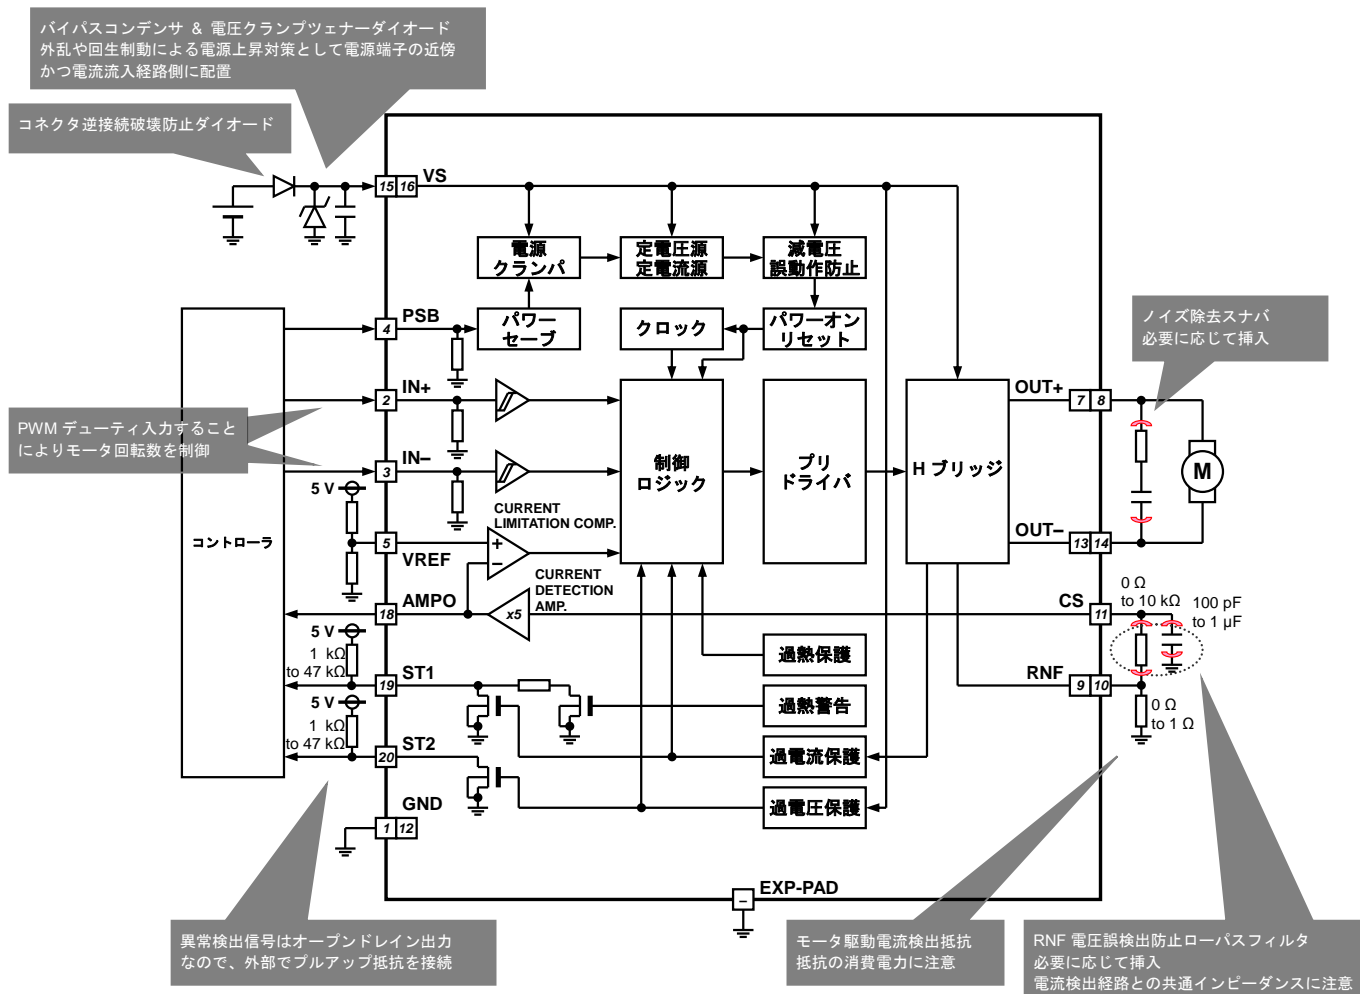 バイパスコンデンサ & 電圧クランプツェナーダイオード
外乱や回生制動による電源上昇対策として電源端子の近傍
かつ電流流入経路側に配置
コネクタ逆接続破壊防止ダイオード
15 16
VS
電源
クランパ
定電圧源
定電流源
減電圧
誤動作防止
PSB
4
パワー
セーブ
クロック
パワーオン
リセット
ノイズ除去スナバ
必要に応じて挿入
IN+
2
OUT+
7 8
PWM デューティ入力すること
によりモータ回転数を制御
IN−
3
制御
ロジック
プリ
ドライバ
H ブリッジ
M
5 V
CURRENT
LIMITATION COMP.
コントローラ
5
VREF
+
−
OUT−
13 14
CURRENT
DETECTION
AMP.
AMPO
18
x5
CS
11
0 Ω
to 10 kΩ
100 pF
to 1 µF
5 V
1 kΩ
to 47 kΩ
過熱保護
ST1
19
RNF
9 10
5 V
1 kΩ
to 47 kΩ
過熱警告
0 Ω
to 1 Ω
ST2
20
過電流保護
過電圧保護
GND
1 12
EXP-PAD
−
異常検出信号はオープンドレイン出力
なので、外部でプルアップ抵抗を接続
モータ駆動電流検出抵抗
抵抗の消費電力に注意
RNF 電圧誤検出防止ローパスフィルタ
必要に応じて挿入
電流検出経路との共通インピーダンスに注意